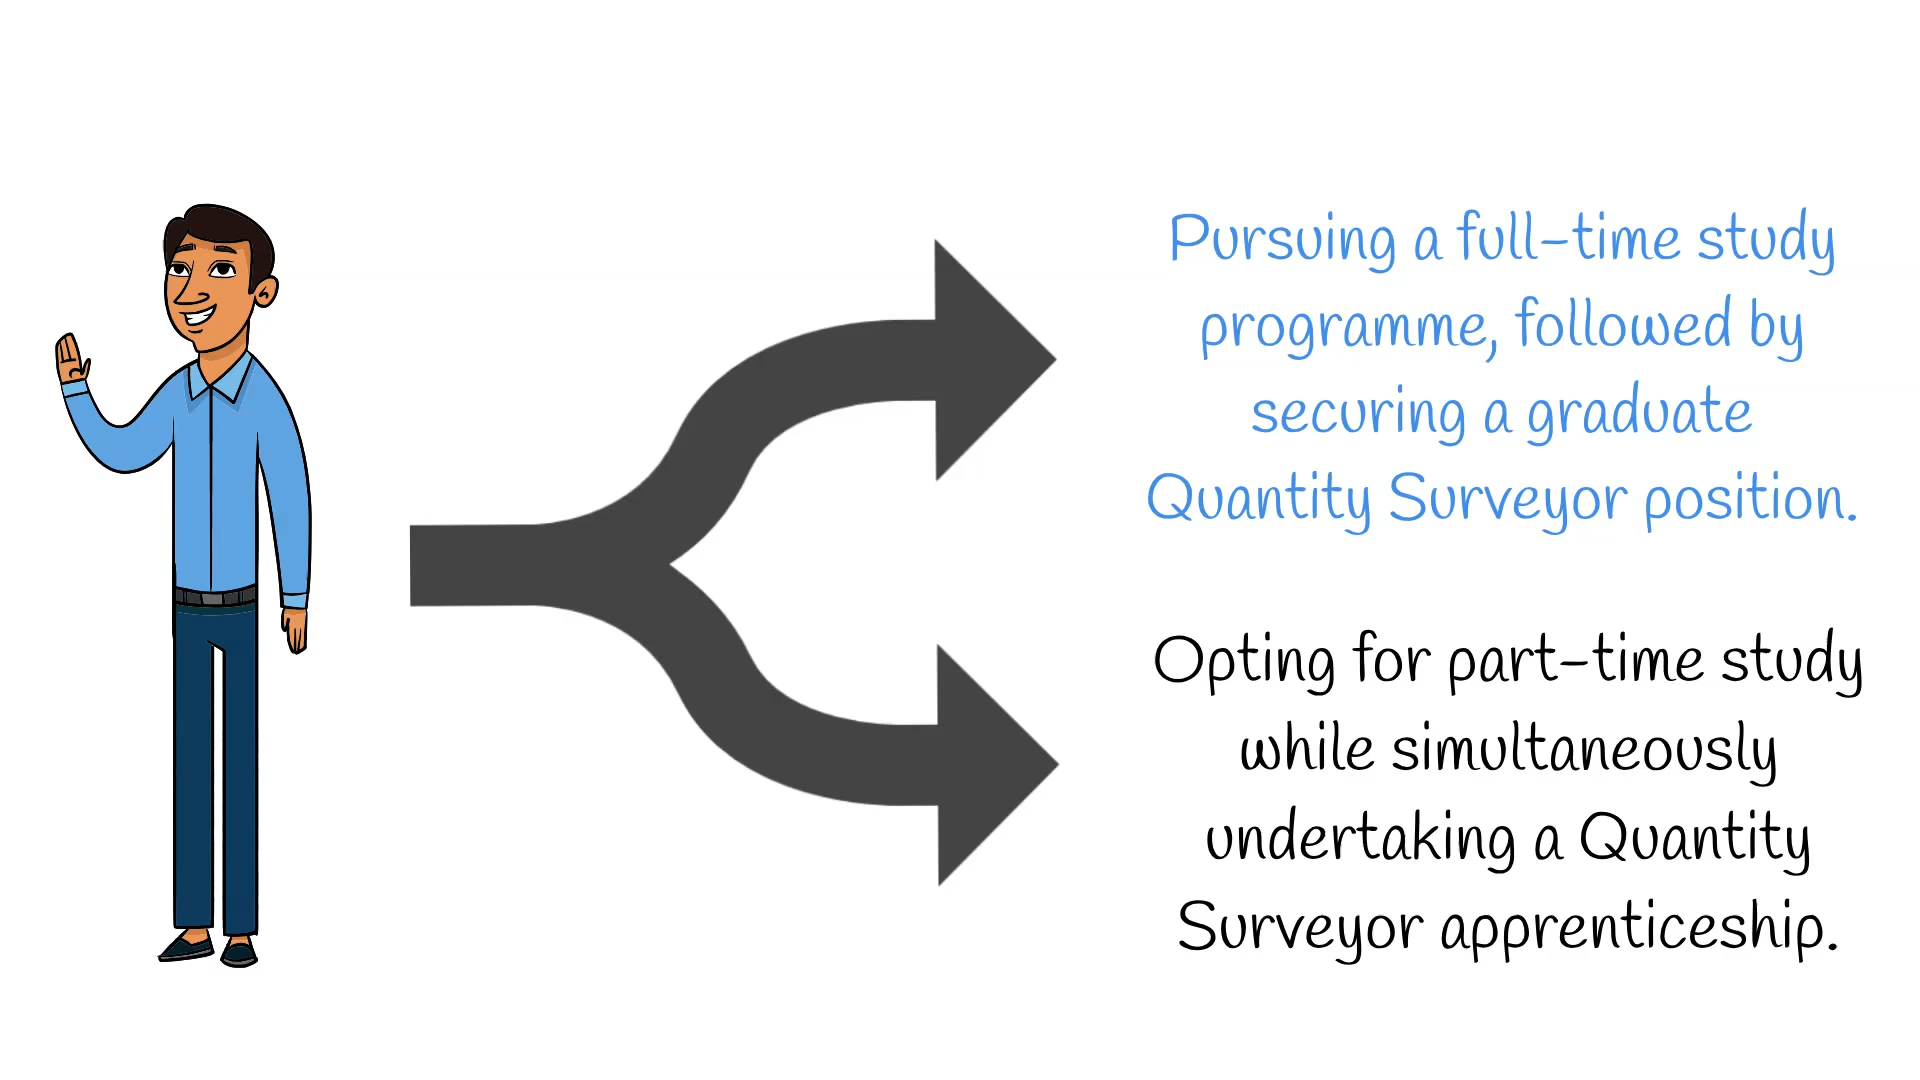 Pursuing a full-time study
programme, followed by
securing a graduate
Quantity Surveyor position.
Opting for part-time study
while simultaneously
undertaking a Quantity
Surveyor apprenticeship.